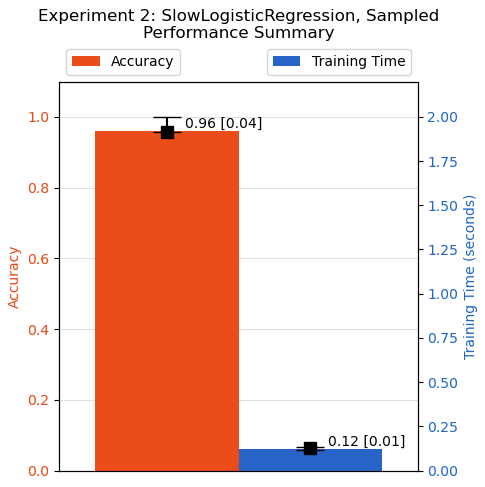 Experiment 2: SlowLogisticRegression, Sampled
Performance Summary
Accuracy
Training Time
1.0
0.8
0.6
0.4
0.2
0.0
Accuracy
0.96 [0.04]
0.12 [0.01]
2.00
1.75
1.50
1.25
1.00
0.75
0.50
0.25
0.00
Training Time (seconds)